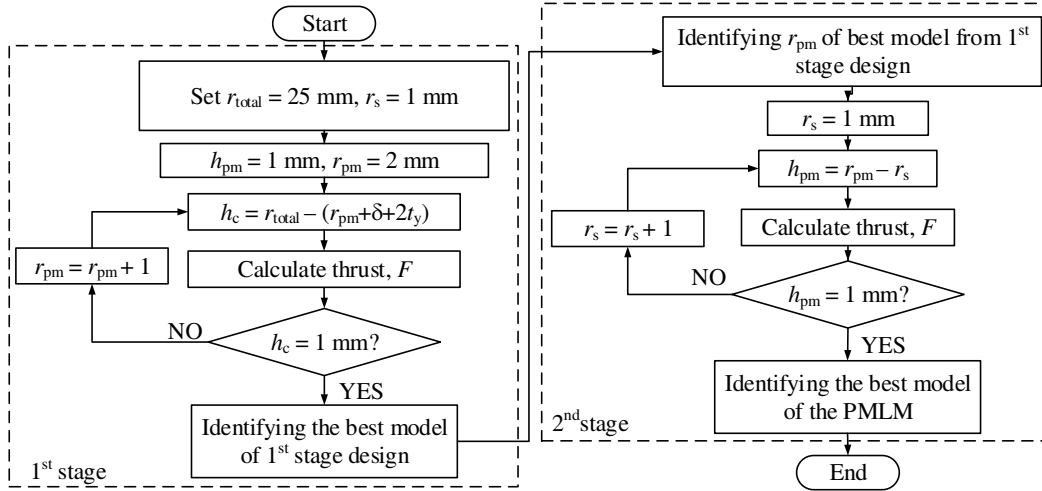 Start
Set r_total = 25 mm, r_s = 1 mm
h_pm = 1 mm, r_pm = 2 mm
h_c = r_total – (r_pm+δ+2t_y)
r_pm = r_pm + 1
Calculate thrust, F
NO
h_c = 1 mm?
YES
Identifying the best model
of 1st stage design
1st stage
Identifying r_pm of best model from 1st
stage design
r_s = 1 mm
h_pm = r_pm – r_s
r_s = r_s + 1
Calculate thrust, F
NO
h_pm = 1 mm?
YES
Identifying the best model
of the PMLM
2nd stage
End